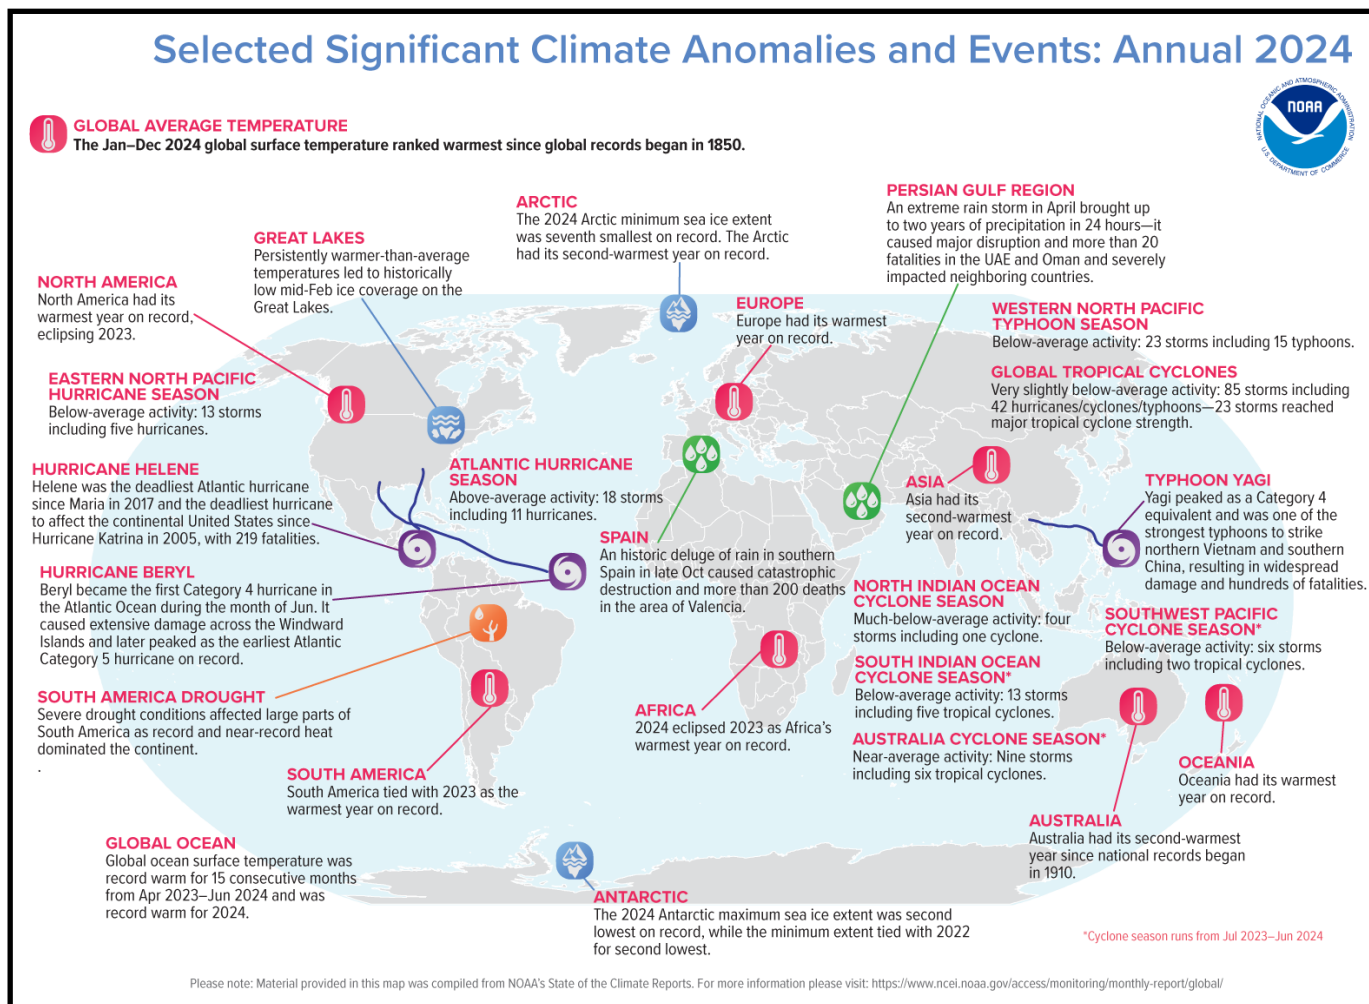 Selected Significant Climate Anomalies and Events: Annual 2024
NOAA
NATIONAL OCEANIC AND ATMOSPHERIC ADMINISTRATION
U.S. DEPARTMENT OF COMMERCE
GLOBAL AVERAGE TEMPERATURE
The Jan–Dec 2024 global surface temperature ranked warmest since global records began in 1850.
ARCTIC
The 2024 Arctic minimum sea ice extent
was seventh smallest on record. The Arctic
had its second-warmest year on record.
PERSIAN GULF REGION
An extreme rain storm in April brought up
to two years of precipitation in 24 hours—it
caused major disruption and more than 20
fatalities in the UAE and Oman and severely
impacted neighboring countries.
GREAT LAKES
Persistently warmer-than-average
temperatures led to historically
low mid-Feb ice coverage on the
Great Lakes.
NORTH AMERICA
North America had its
warmest year on record,
eclipsing 2023.
EUROPE
Europe had its warmest
year on record.
WESTERN NORTH PACIFIC
TYPHOON SEASON
Below-average activity: 23 storms including 15 typhoons.
GLOBAL TROPICAL CYCLONES
Very slightly below-average activity: 85 storms including
42 hurricanes/cyclones/typhoons—23 storms reached
major tropical cyclone strength.
EASTERN NORTH PACIFIC
HURRICANE SEASON
Below-average activity: 13 storms
including five hurricanes.
HURRICANE HELENE
Helene was the deadliest Atlantic hurricane
since Maria in 2017 and the deadliest hurricane
to affect the continental United States since
Hurricane Katrina in 2005, with 219 fatalities.
ATLANTIC HURRICANE
SEASON
Above-average activity: 18 storms
including 11 hurricanes.
ASIA
Asia had its
second-warmest
year on record.
TYPHOON YAGI
Yagi peaked as a Category 4
equivalent and was one of the
strongest typhoons to strike
northern Vietnam and southern
China, resulting in widespread
damage and hundreds of fatalities.
SPAIN
An historic deluge of rain in southern
Spain in late Oct caused catastrophic
destruction and more than 200 deaths
in the area of Valencia.
HURRICANE BERYL
Beryl became the first Category 4 hurricane in
the Atlantic Ocean during the month of Jun. It
caused extensive damage across the Windward
Islands and later peaked as the earliest Atlantic
Category 5 hurricane on record.
NORTH INDIAN OCEAN
CYCLONE SEASON
Much-below-average activity: four
storms including one cyclone.
SOUTHWEST PACIFIC
CYCLONE SEASON*
Below-average activity: six storms
including two tropical cyclones.
SOUTH INDIAN OCEAN
CYCLONE SEASON*
Below-average activity: 13 storms
including five tropical cyclones.
SOUTH AMERICA DROUGHT
Severe drought conditions affected large parts of
South America as record and near-record heat
dominated the continent.
.
AFRICA
2024 eclipsed 2023 as Africa's
warmest year on record.
AUSTRALIA CYCLONE SEASON*
Near-average activity: Nine storms
including six tropical cyclones.
SOUTH AMERICA
South America tied with 2023 as the
warmest year on record.
OCEANIA
Oceania had its warmest
year on record.
AUSTRALIA
Australia had its second-warmest
year since national records began
in 1910.
GLOBAL OCEAN
Global ocean surface temperature was
record warm for 15 consecutive months
from Apr 2023–Jun 2024 and was
record warm for 2024.
ANTARCTIC
The 2024 Antarctic maximum sea ice extent was second
lowest on record, while the minimum extent tied with 2022
for second lowest.
*Cyclone season runs from Jul 2023–Jun 2024
Please note: Material provided in this map was compiled from NOAA's State of the Climate Reports. For more information please visit: https://www.ncei.noaa.gov/access/monitoring/monthly-report/global/